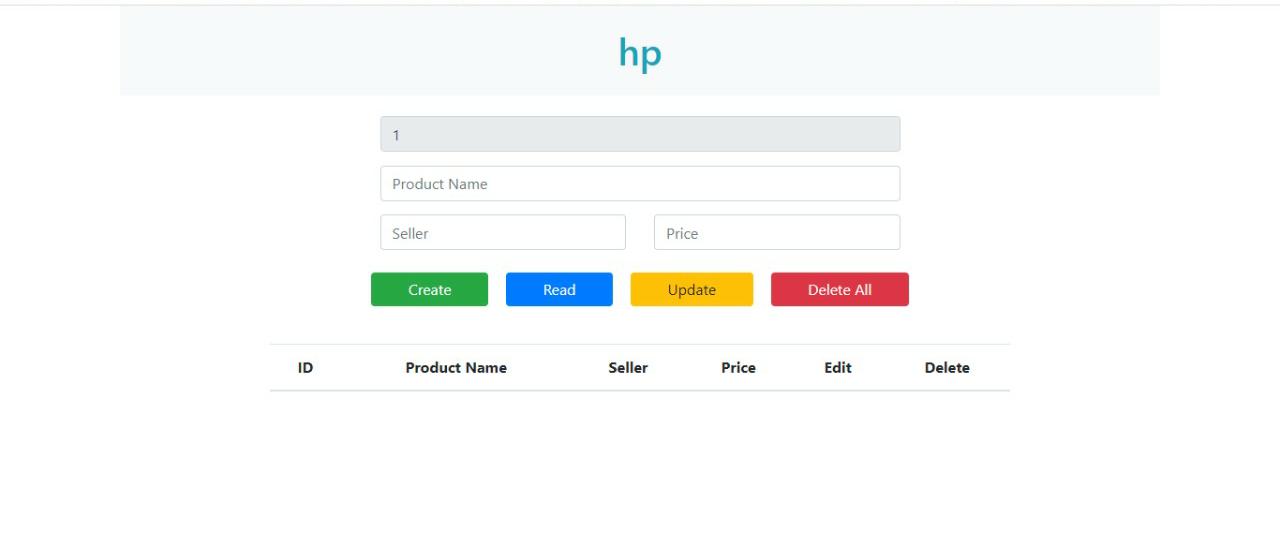 hp
1
Product Name
Seller Price
Create Read Update Delete All
ID Product Name Seller Price Edit Delete